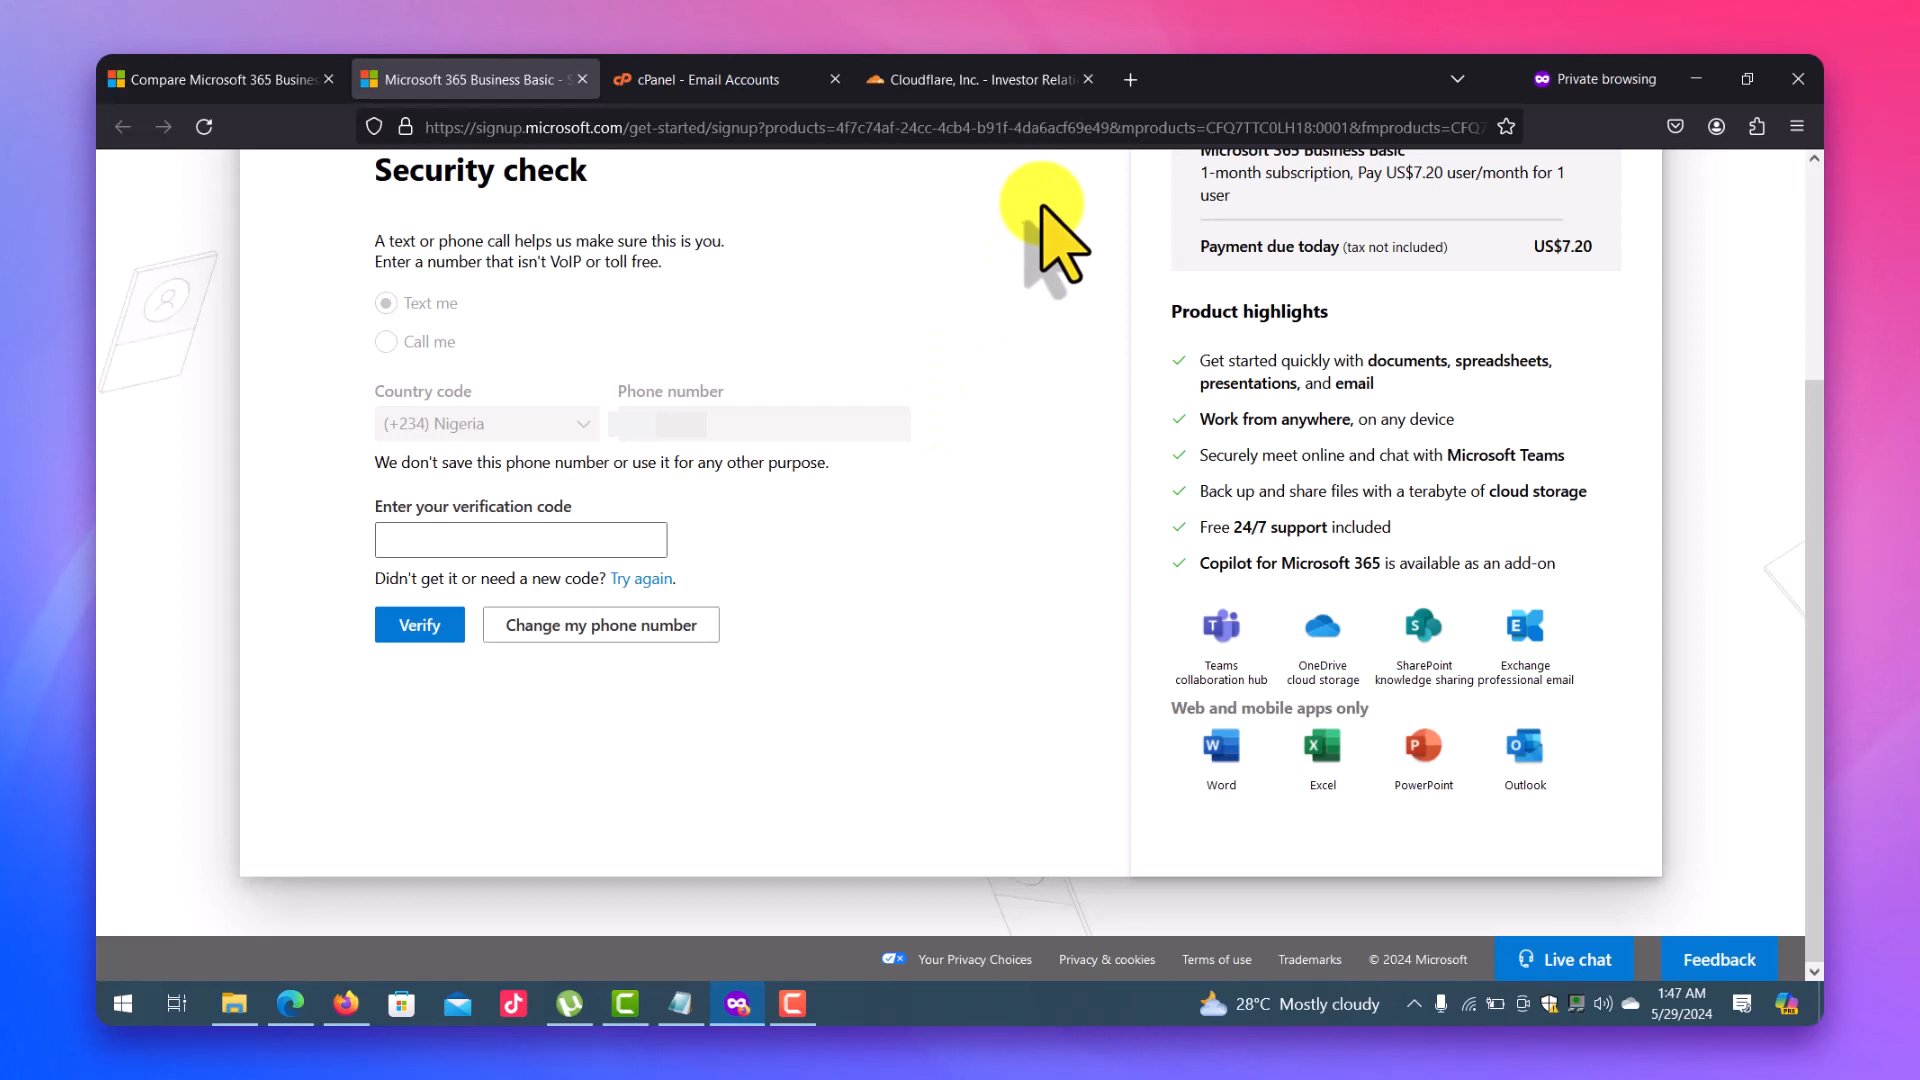 Compare Microsoft 365 Busines
Microsoft 365 Business Basic - S
cPanel - Email Accounts
Cloudflare, Inc. - Investor Relati
Private browsing
https://signup.microsoft.com/get-started/signup?products=4f7c74af-24cc-4cb4-b91f-4da6acf69e49&mproducts=CFQ7TTC0LH18:0001&fmproducts=CFQ7
Security check
A text or phone call helps us make sure this is you.
Enter a number that isn't VoIP or toll free.
Text me
Call me
Country code
Phone number
(+234) Nigeria
We don't save this phone number or use it for any other purpose.
Enter your verification code
Didn't get it or need a new code? Try again.
Verify
Change my phone number
Microsoft 365 Business Basic
1-month subscription, Pay US$7.20 user/month for 1
user
Payment due today (tax not included)
US$7.20
Product highlights
Get started quickly with documents, spreadsheets,
presentations, and email
Work from anywhere, on any device
Securely meet online and chat with Microsoft Teams
Back up and share files with a terabyte of cloud storage
Free 24/7 support included
Copilot for Microsoft 365 is available as an add-on
Teams
collaboration hub
OneDrive
cloud storage
SharePoint
knowledge sharing
Exchange
professional email
Web and mobile apps only
Word
Excel
PowerPoint
Outlook
Your Privacy Choices
Privacy & cookies
Terms of use
Trademarks
© 2024 Microsoft
Live chat
Feedback
28°C Mostly cloudy
1:47 AM
5/29/2024